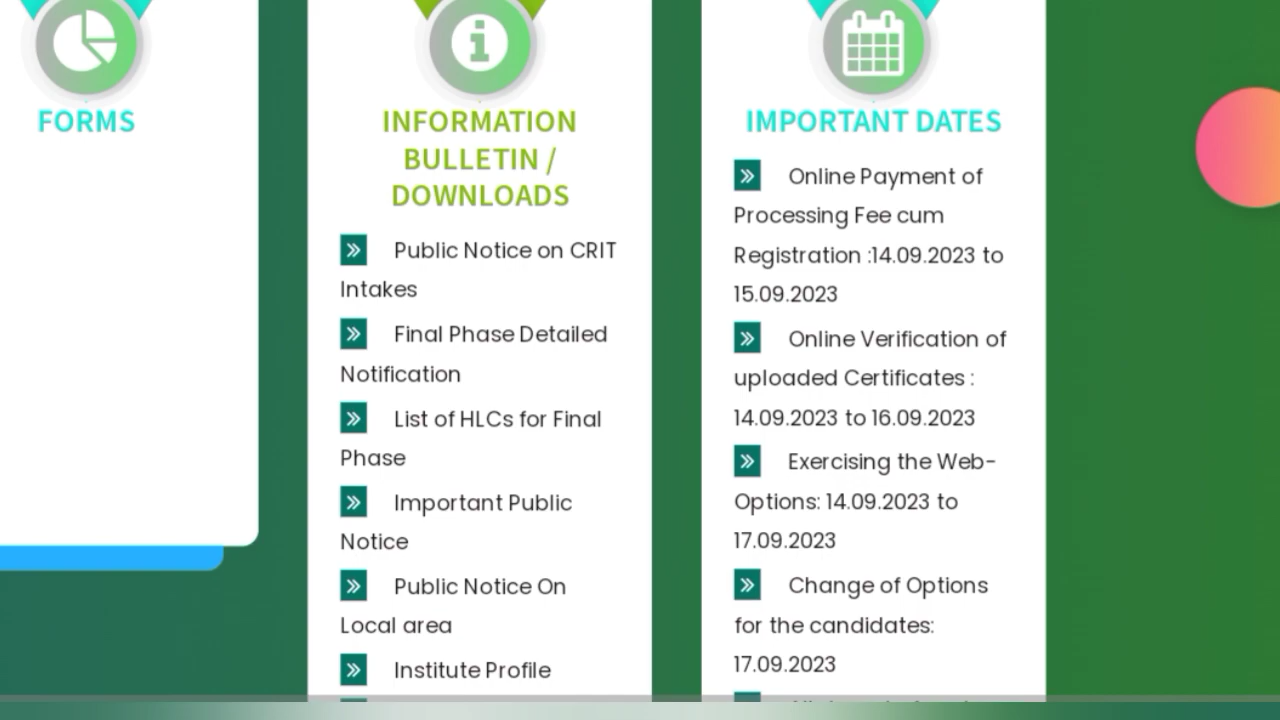 FORMS
INFORMATION
BULLETIN /
DOWNLOADS
Public Notice on CRIT
Intakes
Final Phase Detailed
Notification
List of HLCs for Final
Phase
Important Public
Notice
Public Notice On
Local area
Institute Profile
IMPORTANT DATES
Online Payment of
Processing Fee cum
Registration :14.09.2023 to
15.09.2023
Online Verification of
uploaded Certificates :
14.09.2023 to 16.09.2023
Exercising the Web-
Options: 14.09.2023 to
17.09.2023
Change of Options
for the candidates:
17.09.2023